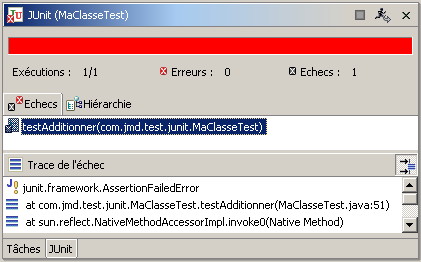 JUnit (MaClasseTest)
Exécutions : 1/1 Erreurs : 0 Echecs : 1
Echecs Hiérarchie
testAdditionner(com.jmd.test.junit.MaClasseTest)
Trace de l'échec
junit.framework.AssertionFailedError
at com.jmd.test.junit.MaClasseTest.testAdditionner(MaClasseTest.java:51)
at sun.reflect.NativeMethodAccessorImpl.invoke0(Native Method)
Tâches JUnit